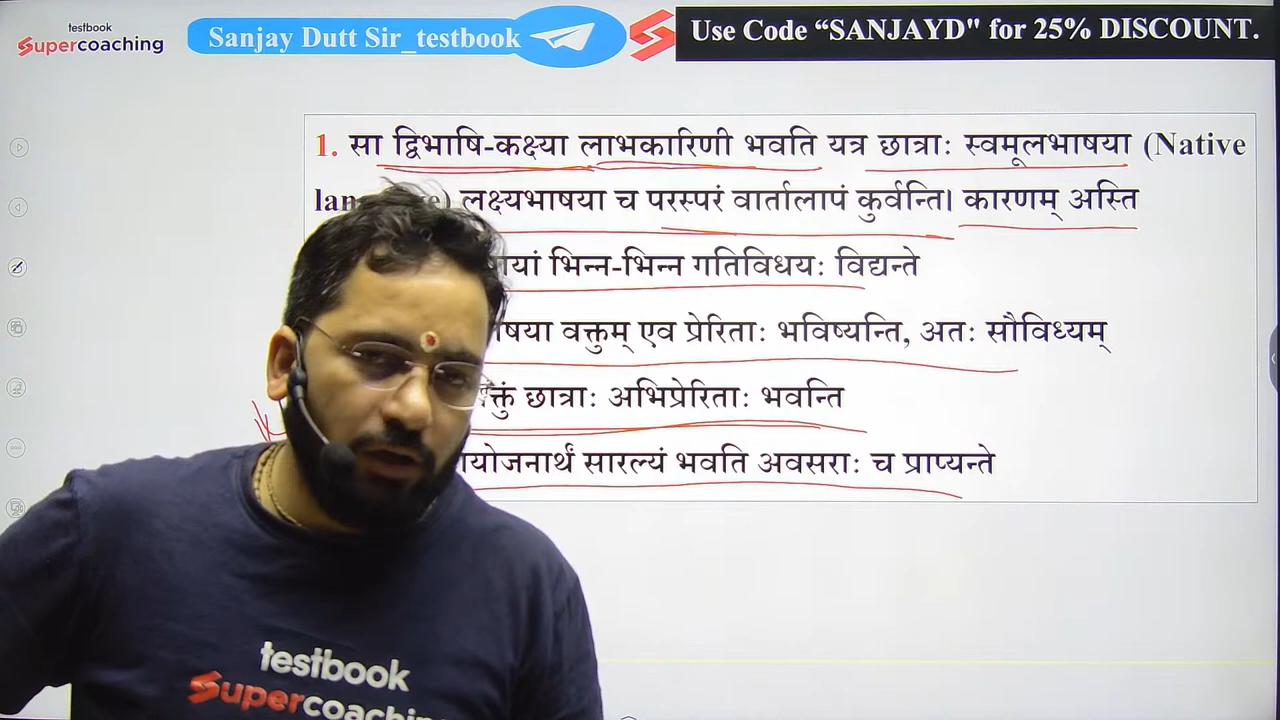 testbook
Supercoaching
Sanjay Dutt Sir_testbook
Use Code “SANJAYD" for 25% DISCOUNT.
1. सा द्विभाषि-कक्ष्या लाभकारिणी भवति यत्र छात्राः स्वमूलभाषया (Native
लक्ष्यभाषया च परस्परं वार्तालापं कुर्वन्ति। कारणम् अस्ति
भिन्न-भिन्न गतिविधयः विद्यन्ते
वक्तुम् एव प्रेरिताः भविष्यन्ति, अतः सौविध्यम्
छात्राः अभिप्रेरिताः भवन्ति
सारल्यं भवति अवसराः च प्राप्यन्ते
testbook
Supercoaching